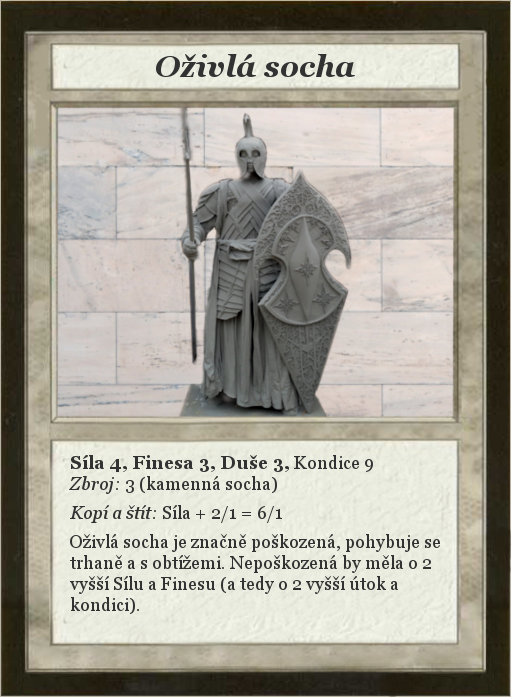 Oživlá socha
Síla 4, Finesa 3, Duše 3, Kondice 9
Zbroj: 3 (kamenná socha)
Kopí a štít: Síla + 2/1 = 6/1
Oživlá socha je značně poškozená, pohybuje se
trhaně a s obtížemi. Nepoškozená by měla o 2
vyšší Sílu a Finesu (a tedy o 2 vyšší útok a
kondici).